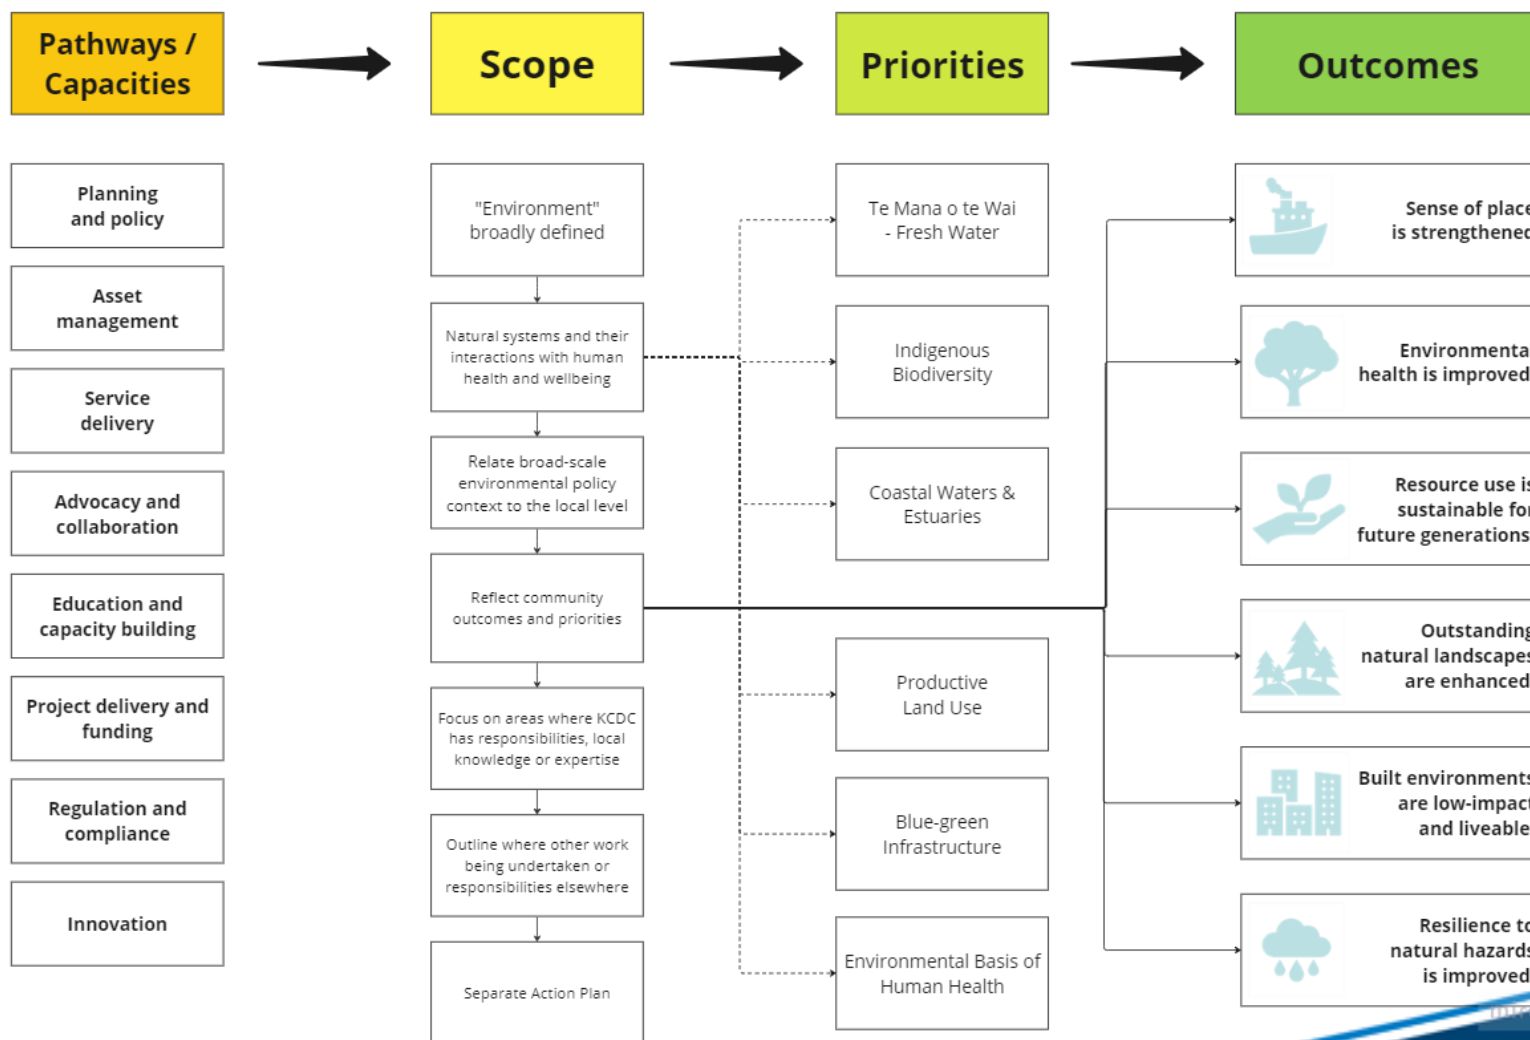 Pathways /
Capacities
Scope
Priorities
Outcomes
Planning
and policy
Asset
management
Service
delivery
Advocacy and
collaboration
Education and
capacity building
Project delivery and
funding
Regulation and
compliance
Innovation
"Environment"
broadly defined
Natural systems and their
interactions with human
health and wellbeing
Relate broad-scale
environmental policy
context to the local level
Reflect community
outcomes and priorities
Focus on areas where KCDC
has responsibilities, local
knowledge or expertise
Outline where other work
being undertaken or
responsibilities elsewhere
Separate Action Plan
Te Mana o te Wai
- Fresh Water
Indigenous
Biodiversity
Coastal Waters &
Estuaries
Productive
Land Use
Blue-green
Infrastructure
Environmental Basis of
Human Health
Sense of place
is strengthened
Environmenta
health is improved
Resource use is
sustainable for
future generations
Outstanding
natural landscapes
are enhanced
Built environments
are low-impact
and liveable
Resilience to
natural hazards
is improved